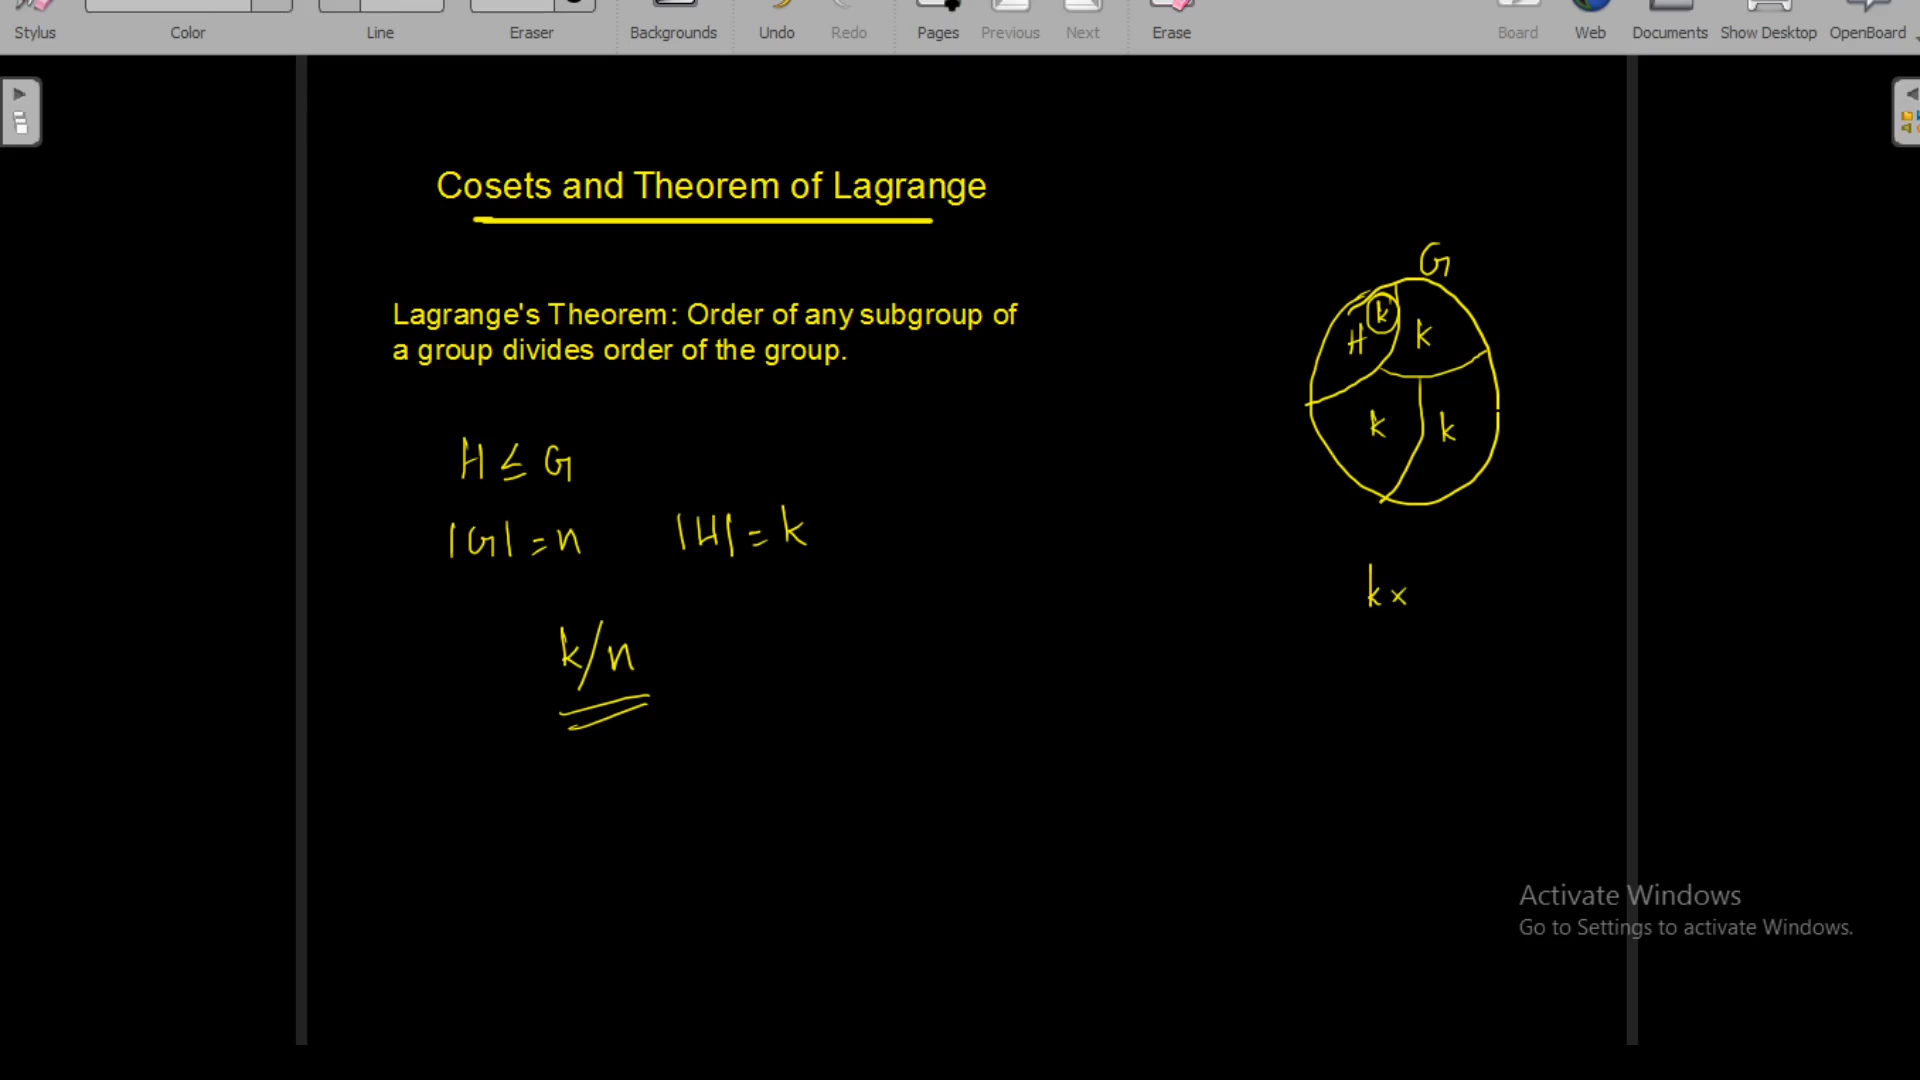 Stylus Color Line Eraser Backgrounds Undo Redo Pages Previous Next Erase Board Web Documents Show Desktop OpenBoard
Cosets and Theorem of Lagrange
Lagrange's Theorem: Order of any subgroup of
a group divides order of the group.
H ≤ G
|G| = n |H| = k
k/n
G
k
H k
k k
k×
Activate Windows
Go to Settings to activate Windows.